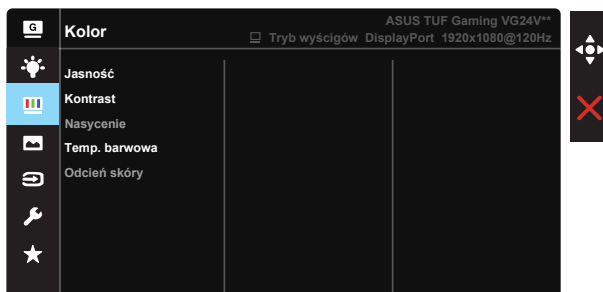 G
Kolor
ASUS TUF Gaming VG24V**
Tryb wyścigów DisplayPort 1920x1080@120Hz
Jasność
Kontrast
Nasycenie
Temp. barwowa
Odcień skóry